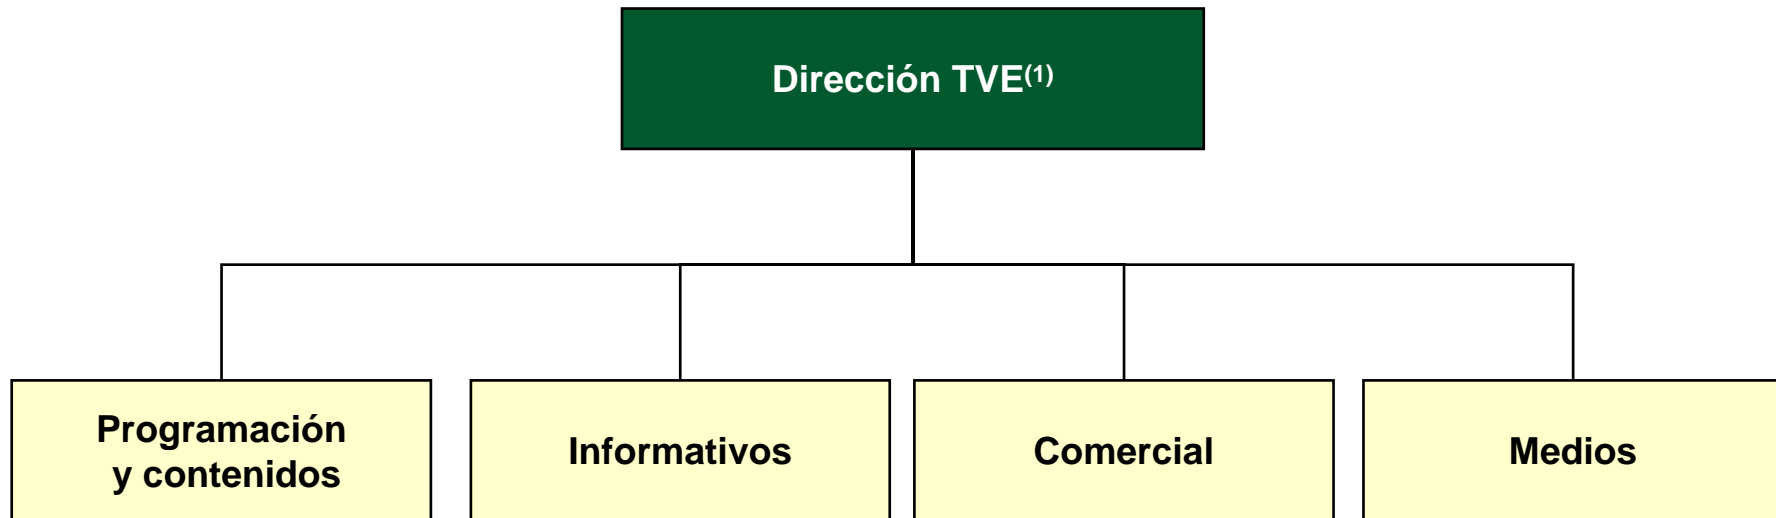 Dirección TVE(1)
Programación
y contenidos
Informativos
Comercial
Medios